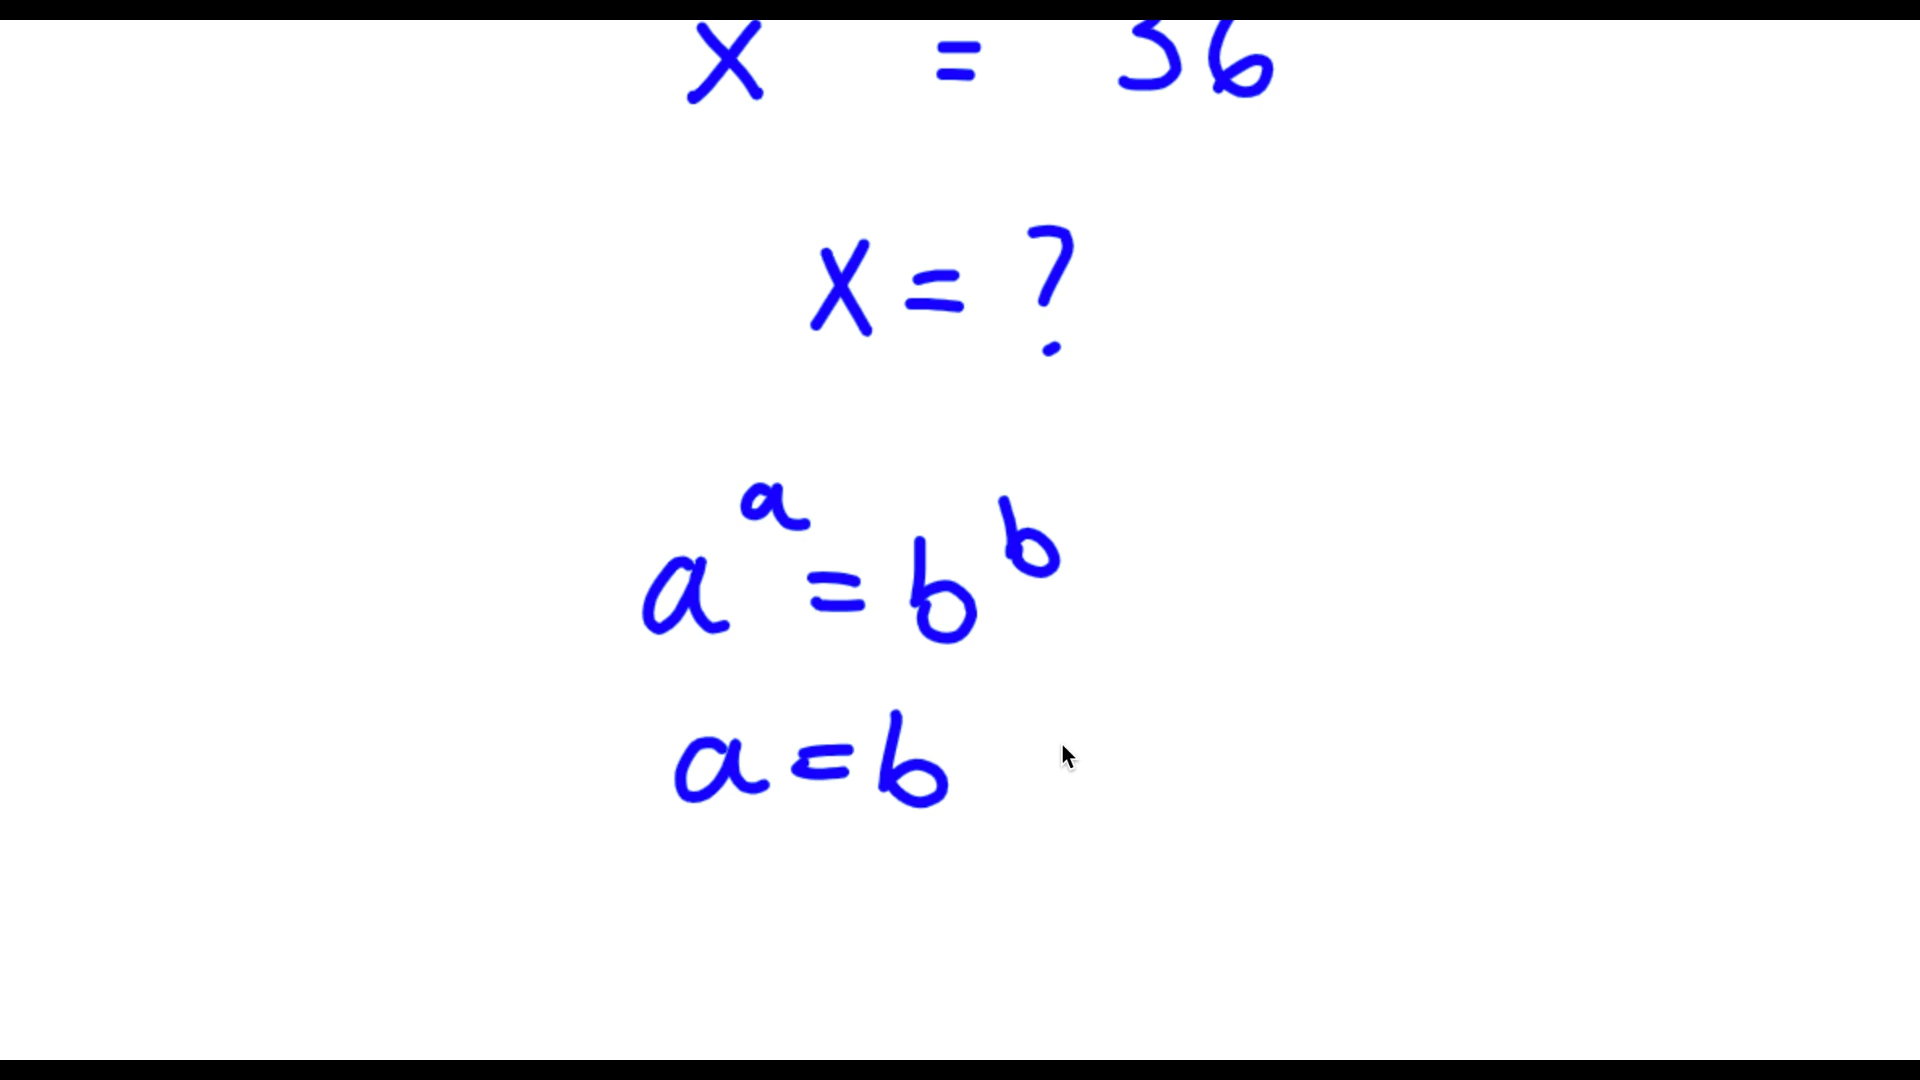 x = 36
x = ?
a^a = b^b
a = b